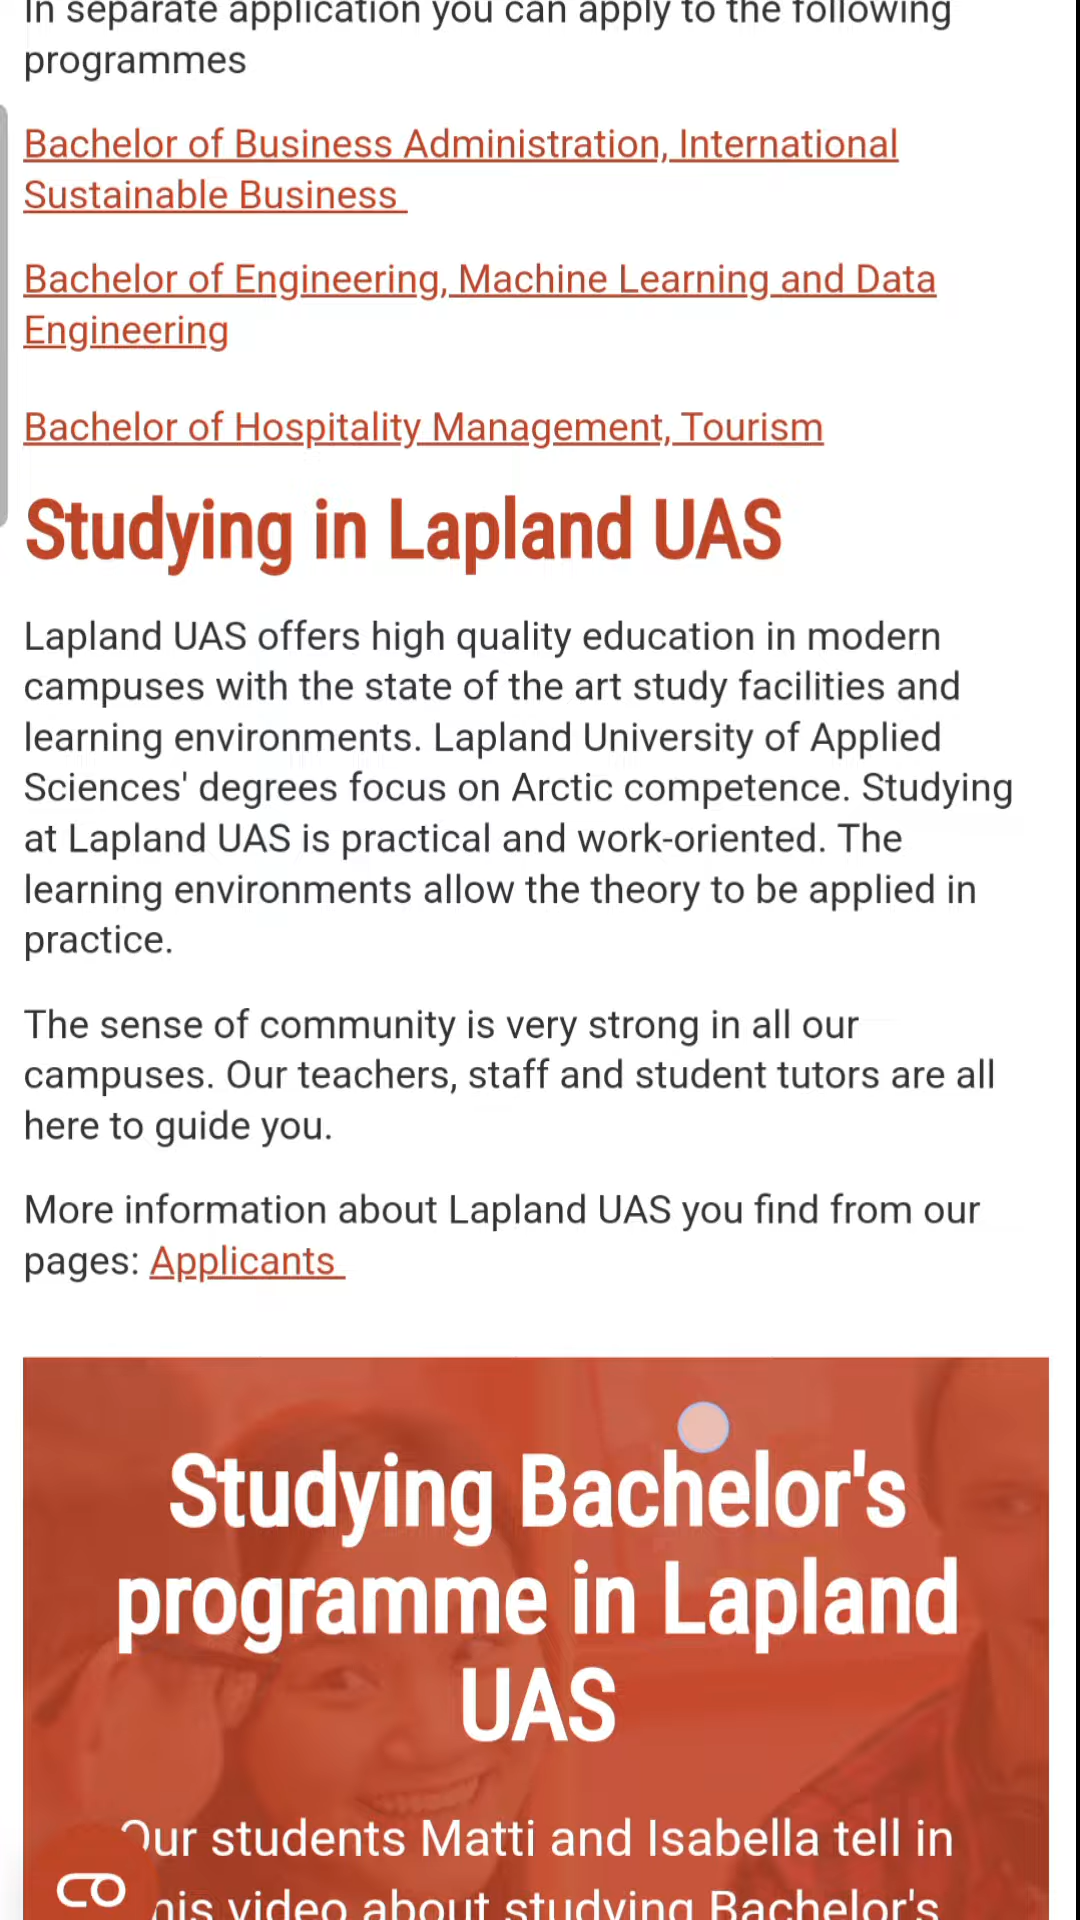 In separate application you can apply to the following
programmes
Bachelor of Business Administration, International
Sustainable Business
Bachelor of Engineering, Machine Learning and Data
Engineering
Bachelor of Hospitality Management, Tourism
Studying in Lapland UAS
Lapland UAS offers high quality education in modern
campuses with the state of the art study facilities and
learning environments. Lapland University of Applied
Sciences' degrees focus on Arctic competence. Studying
at Lapland UAS is practical and work-oriented. The
learning environments allow the theory to be applied in
practice.
The sense of community is very strong in all our
campuses. Our teachers, staff and student tutors are all
here to guide you.
More information about Lapland UAS you find from our
pages: Applicants
Studying Bachelor's
programme in Lapland
UAS
Our students Matti and Isabella tell in
video about studying Bachelor's